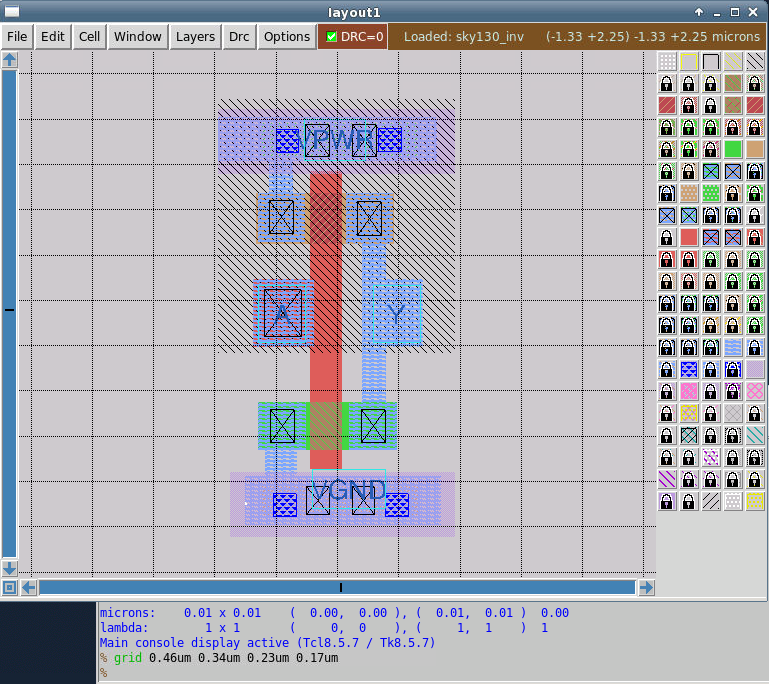 layout1
File Edit Cell Window Layers Drc Options DRC=0 Loaded: sky130_inv (-1.33 +2.25) -1.33 +2.25 microns
VPWR
A Y
VGND
microns: 0.01 x 0.01 ( 0.00, 0.00 ), ( 0.01, 0.01 ) 0.00
lambda: 1 x 1 ( 0, 0 ), ( 1, 1 ) 1
Main console display active (Tcl8.5.7 / Tk8.5.7)
% grid 0.46um 0.34um 0.23um 0.17um
%